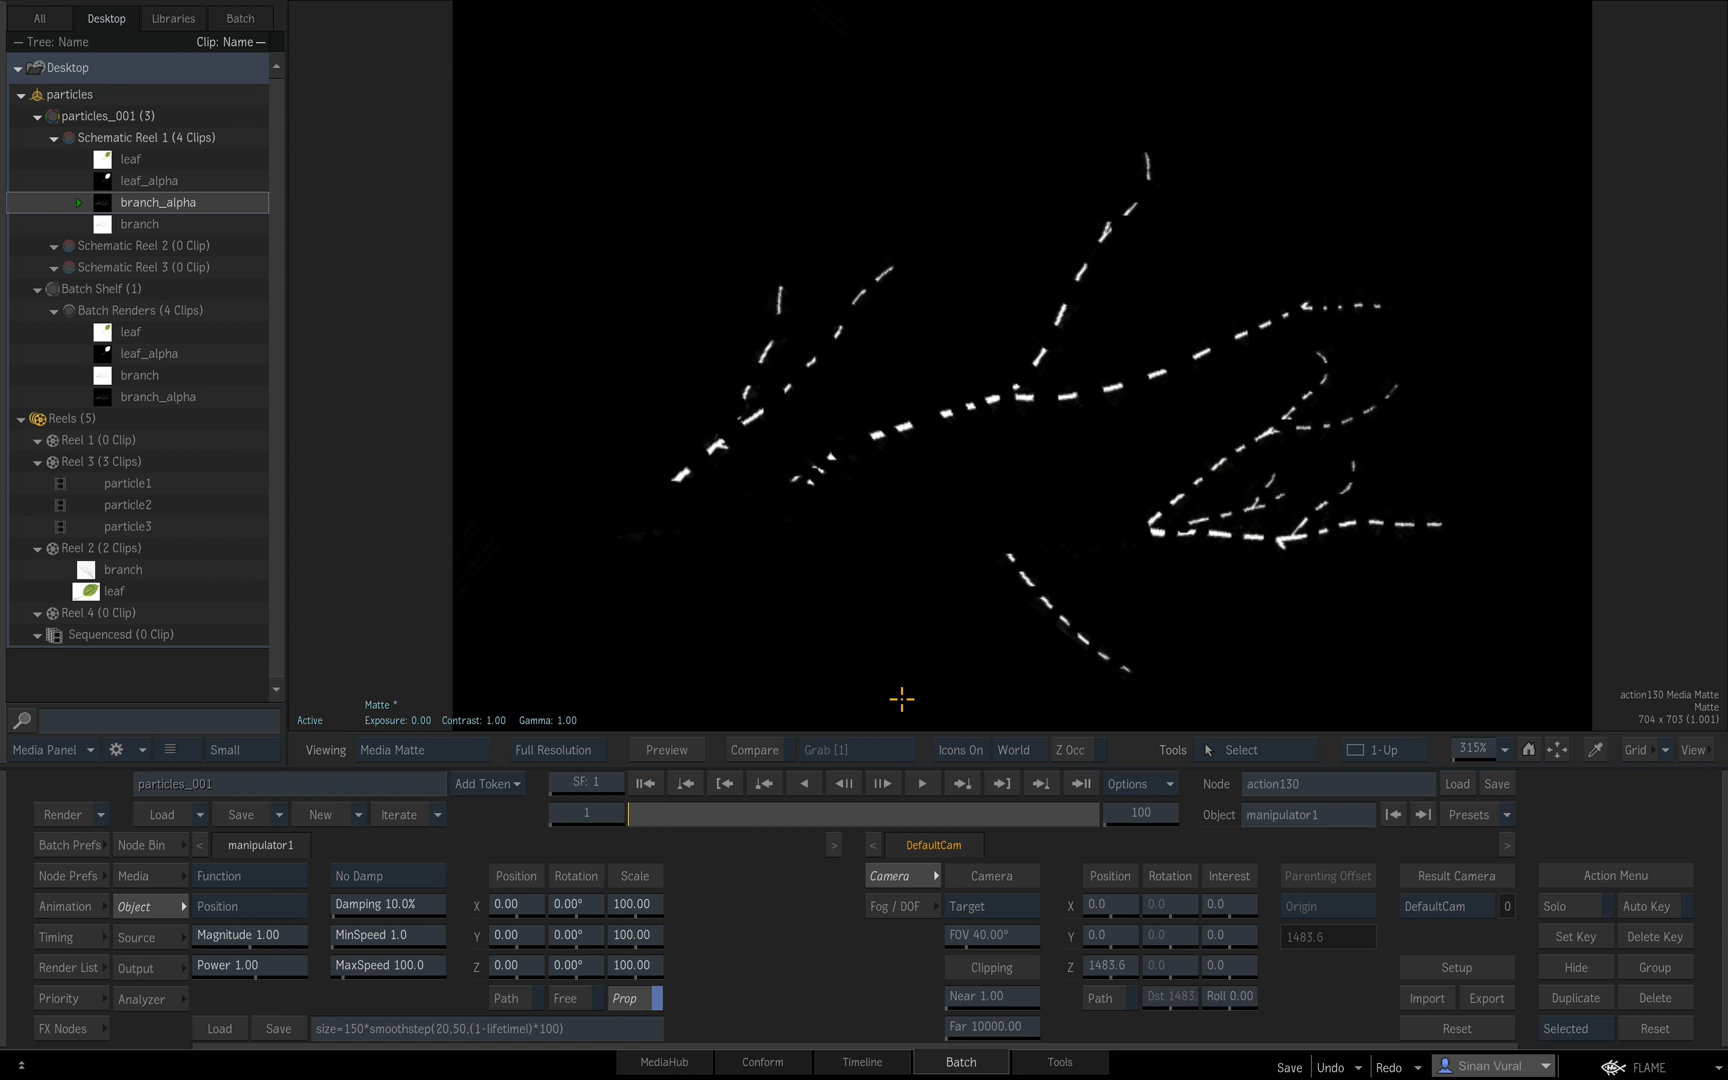 All Desktop Libraries Batch
Tree: Name Clip: Name
Desktop
particles
particles_001 (3)
Schematic Reel 1 (4 Clips)
leaf
leaf_alpha
branch_alpha
branch
Schematic Reel 2 (0 Clip)
Schematic Reel 3 (0 Clip)
Batch Shelf (1)
Batch Renders (4 Clips)
leaf
leaf_alpha
branch
branch_alpha
Reels (5)
Reel 1 (0 Clip)
Reel 3 (3 Clips)
particle1
particle2
particle3
Reel 2 (2 Clips)
branch
leaf
Reel 4 (0 Clip)
Sequencesd (0 Clip)
action130 Media Matte
Matte
704 x 703 (1.001)
Matte *
Active Exposure: 0.00 Contrast: 1.00 Gamma: 1.00
Media Panel Small Viewing Media Matte Full Resolution Preview Compare Grab [1] Icons On World Z Occ Tools Select 1-Up 315% Grid View
particles_001 Add Token SF: 1 Options Node action130 Load Save
Render Load Save New Iterate 1 100 Object manipulator1 Presets
Batch Prefs Node Bin < manipulator1 > < DefaultCam >
Node Prefs Media Function No Damp Position Rotation Scale Camera Camera Position Rotation Interest Parenting Offset Result Camera Action Menu
Animation Object Position Damping 10.0% X 0.00 0.00° 100.00 Fog / DOF Target X 0.0 0.0 0.0 Origin DefaultCam 0 Solo Auto Key
Timing Source Magnitude 1.00 MinSpeed 1.0 Y 0.00 0.00° 100.00 FOV 40.00° Y 0.0 0.0 0.0 1483.6 Set Key Delete Key
Render List Output Power 1.00 MaxSpeed 100.0 Z 0.00 0.00° 100.00 Clipping Z 1483.6 0.0 0.0 Setup Hide Group
Priority Analyzer Path Free Prop Near 1.00 Path Dst 1483. Roll 0.00 Import Export Duplicate Delete
FX Nodes Load Save size=150*smoothstep(20,50,(1-lifetimel)*100) Far 10000.00 Reset Selected Reset
MediaHub Conform Timeline Batch Tools Save Undo Redo Sinan Vural FLAME